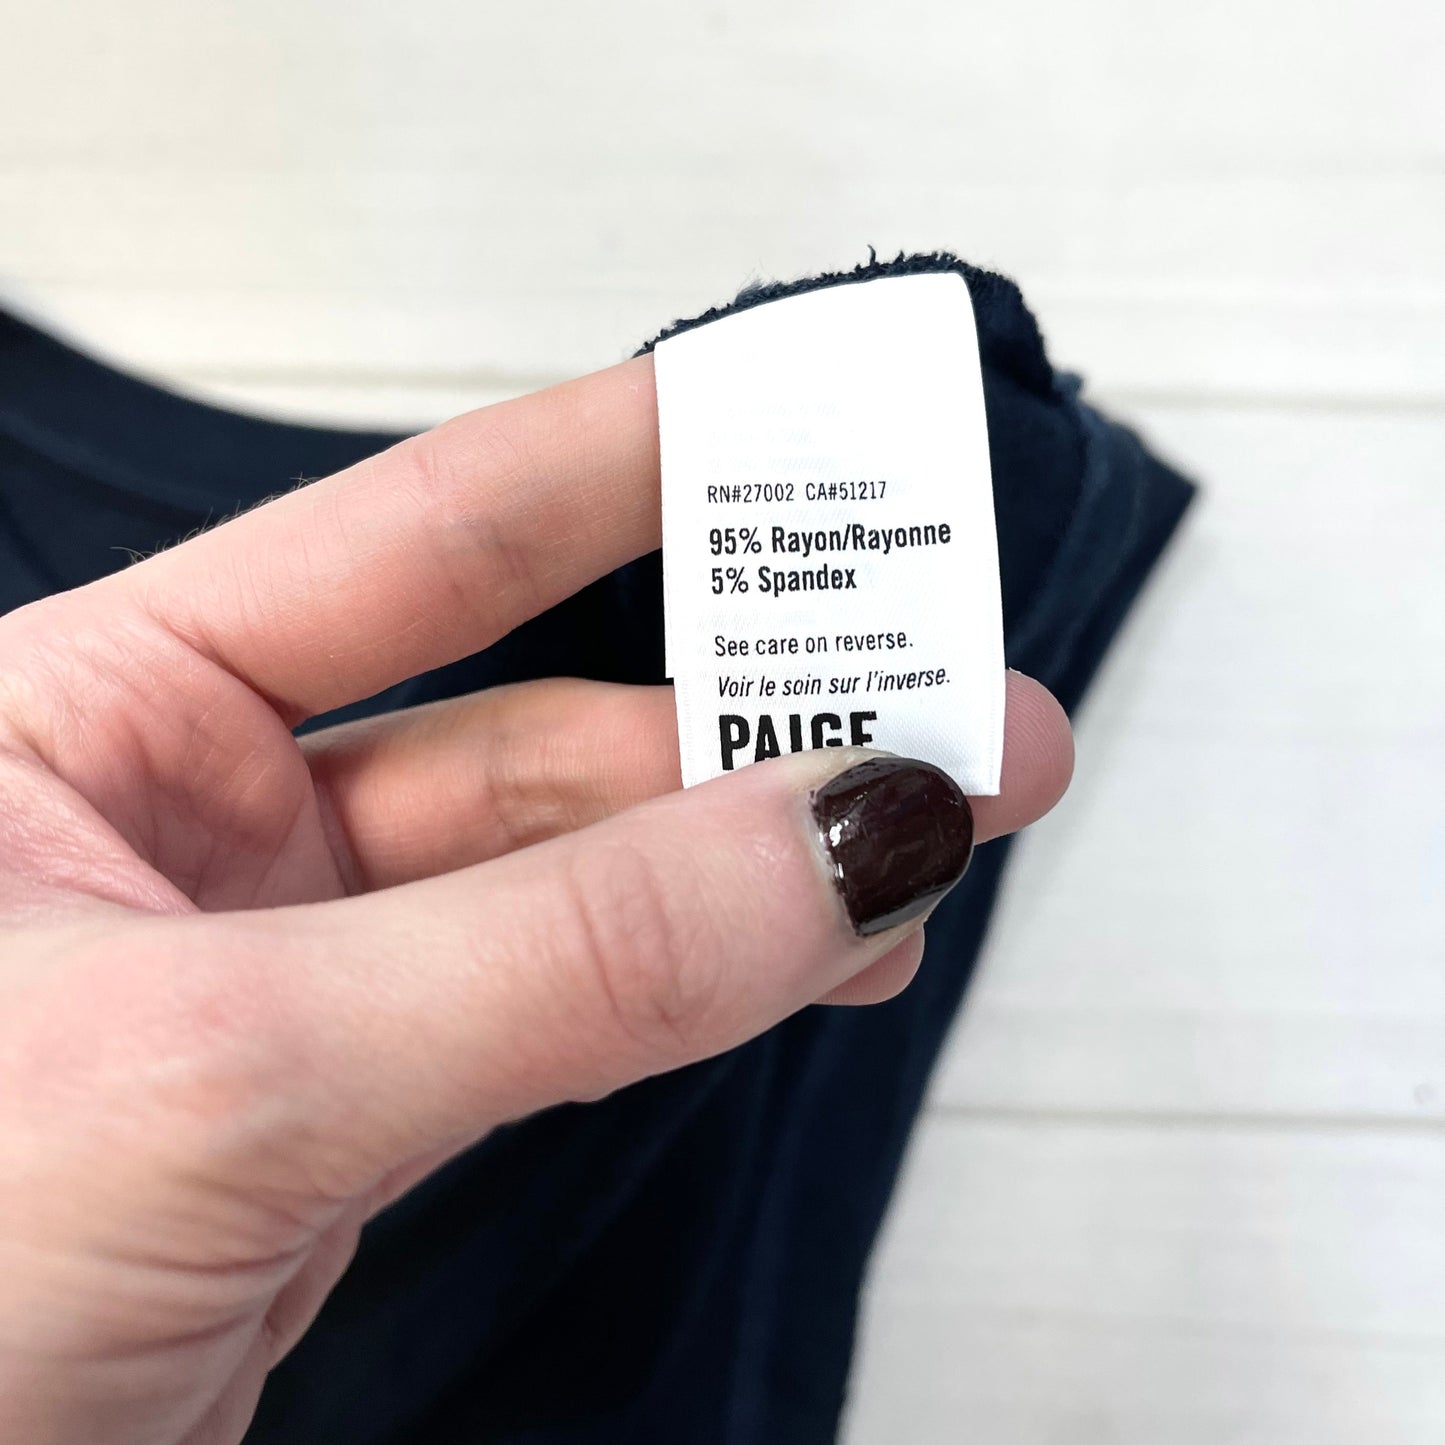 RN#27002 CA#51217
95% Rayon/Rayonne
5% Spandex
See care on reverse.
Voir le soin sur l'inverse.
PAIGE